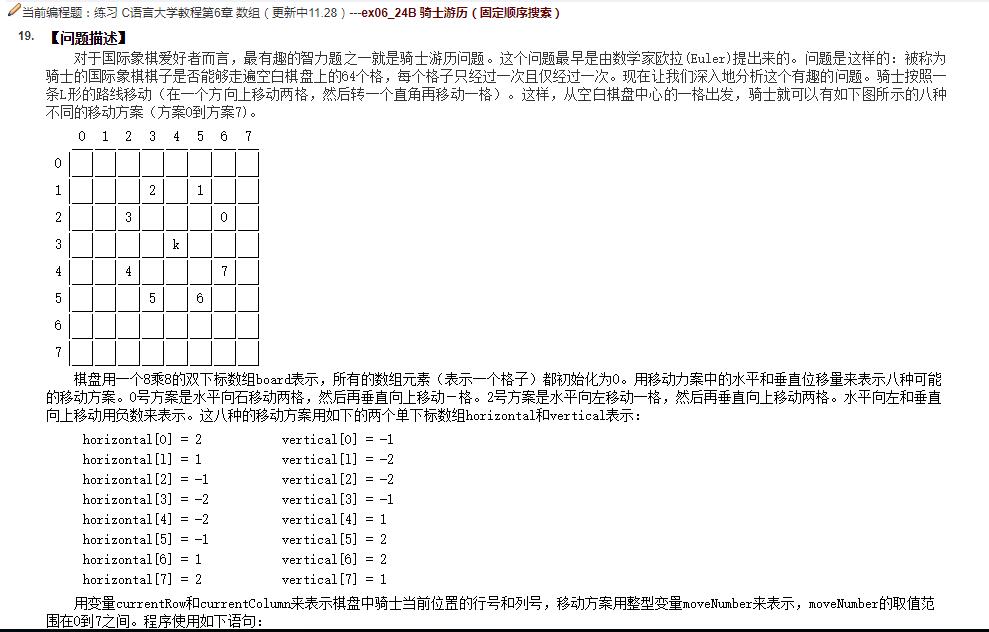 当前编程题：练习 C语言大学教程第6章 数组（更新中11.28）---ex06_24B 骑士游历（固定顺序搜索）
19. 【问题描述】
对于国际象棋爱好者而言，最有趣的智力题之一就是骑士游历问题。这个问题最早是由数学家欧拉(Euler)提出来的。问题是这样的：被称为
骑士的国际象棋棋子是否能够走遍空白棋盘上的64个格，每个格子只经过一次且仅经过一次。现在让我们深入地分析这个有趣的问题。骑士按照一
条L形的路线移动（在一个方向上移动两格，然后转一个直角再移动一格）。这样，从空白棋盘中心的一格出发，骑士就可以有如下图所示的八种
不同的移动方案（方案0到方案7)。
0 1 2 3 4 5 6 7
0
1 2 1
2 3 0
3 k
4 4 7
5 5 6
6
7
棋盘用一个8乘8的双下标数组board表示，所有的数组元素（表示一个格子）都初始化为0。用移动力案中的水平和垂直位移量来表示八种可能
的移动方案。0号方案是水平向石移动两格，然后再垂直向上移动－格。2号方案是水平向左移动一格，然后再垂直向上移动两格。水平向左和垂直
向上移动用负数来表示。这八种的移动方案用如下的两个单下标数组horizontal和vertical表示：
horizontal[0] = 2 vertical[0] = -1
horizontal[1] = 1 vertical[1] = -2
horizontal[2] = -1 vertical[2] = -2
horizontal[3] = -2 vertical[3] = -1
horizontal[4] = -2 vertical[4] = 1
horizontal[5] = -1 vertical[5] = 2
horizontal[6] = 1 vertical[6] = 2
horizontal[7] = 2 vertical[7] = 1
用变量currentRow和currentColumn来表示棋盘中骑士当前位置的行号和列号，移动方案用整型变量moveNumber来表示，moveNumber的取值范
围在0到7之间。程序使用如下语句：